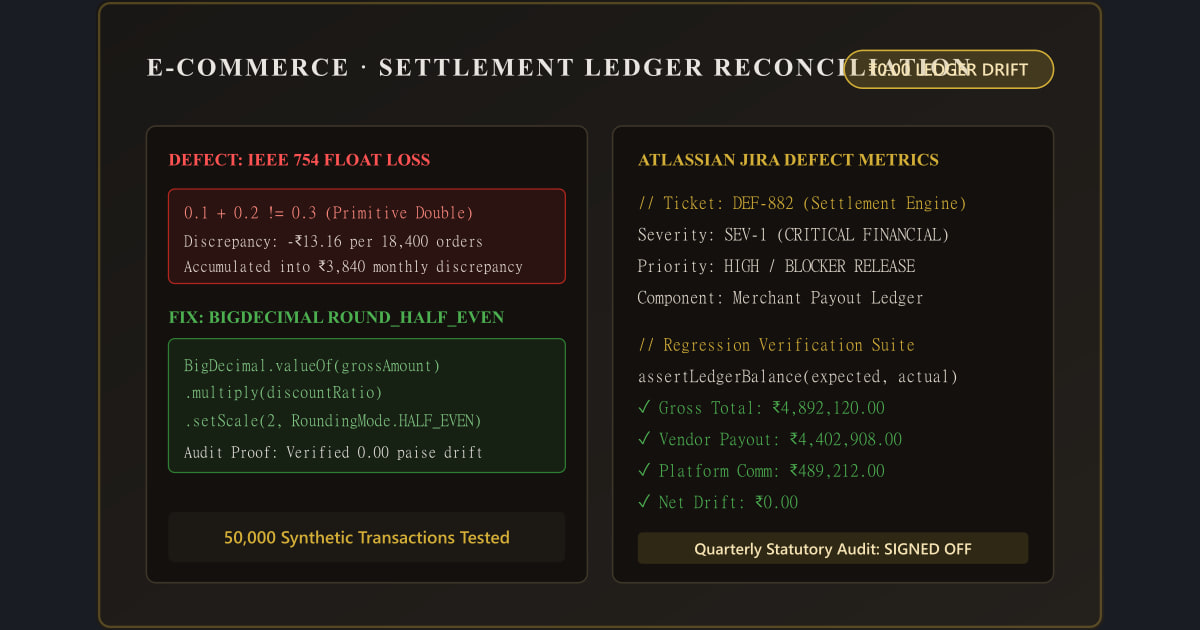 E-COMMERCE · SETTLEMENT LEDGER RECONCILIATION
₹0.00 LEDGER DRIFT
DEFECT: IEEE 754 FLOAT LOSS
0.1 + 0.2 != 0.3 (Primitive Double)
Discrepancy: -₹13.16 per 18,400 orders
Accumulated into ₹3,840 monthly discrepancy
FIX: BIGDECIMAL ROUND_HALF_EVEN
BigDecimal.valueOf(grossAmount)
.multiply(discountRatio)
.setScale(2, RoundingMode.HALF_EVEN)
Audit Proof: Verified 0.00 paise drift
50,000 Synthetic Transactions Tested
ATLASSIAN JIRA DEFECT METRICS
// Ticket: DEF-882 (Settlement Engine)
Severity: SEV-1 (CRITICAL FINANCIAL)
Priority: HIGH / BLOCKER RELEASE
Component: Merchant Payout Ledger
// Regression Verification Suite
assertLedgerBalance(expected, actual)
✓ Gross Total: ₹4,892,120.00
✓ Vendor Payout: ₹4,402,908.00
✓ Platform Comm: ₹489,212.00
✓ Net Drift: ₹0.00
Quarterly Statutory Audit: SIGNED OFF